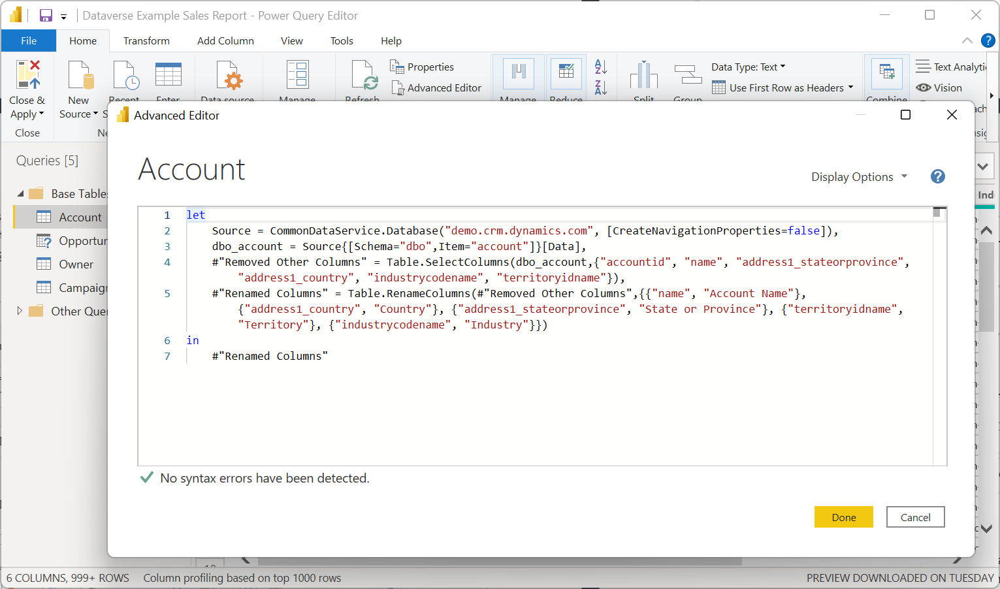 Dataverse Example Sales Report - Power Query Editor
File Home Transform Add Column View Tools Help
Close & Apply
New Source
Recent
Enter
Data source
Manage
Refresh
Properties
Advanced Editor
Manage
Reduce
Split
Group
Data Type: Text
Use First Row as Headers
Combine
Text Analyti
Vision
Close
Queries [5]
Base Tables
Account
Opportun
Owner
Campaign
Other Quer
Indu
Advanced Editor
Account
Display Options
1 let
2 Source = CommonDataService.Database("demo.crm.dynamics.com", [CreateNavigationProperties=false]),
3 dbo_account = Source{[Schema="dbo",Item="account"]}[Data],
4 #"Removed Other Columns" = Table.SelectColumns(dbo_account,{"accountid", "name", "address1_stateorprovince",
"address1_country", "industrycodename", "territoryidname"}),
5 #"Renamed Columns" = Table.RenameColumns(#"Removed Other Columns",{{"name", "Account Name"},
{"address1_country", "Country"}, {"address1_stateorprovince", "State or Province"}, {"territoryidname",
"Territory"}, {"industrycodename", "Industry"}})
6 in
7 #"Renamed Columns"
No syntax errors have been detected.
Done Cancel
6 COLUMNS, 999+ ROWS Column profiling based on top 1000 rows PREVIEW DOWNLOADED ON TUESDAY